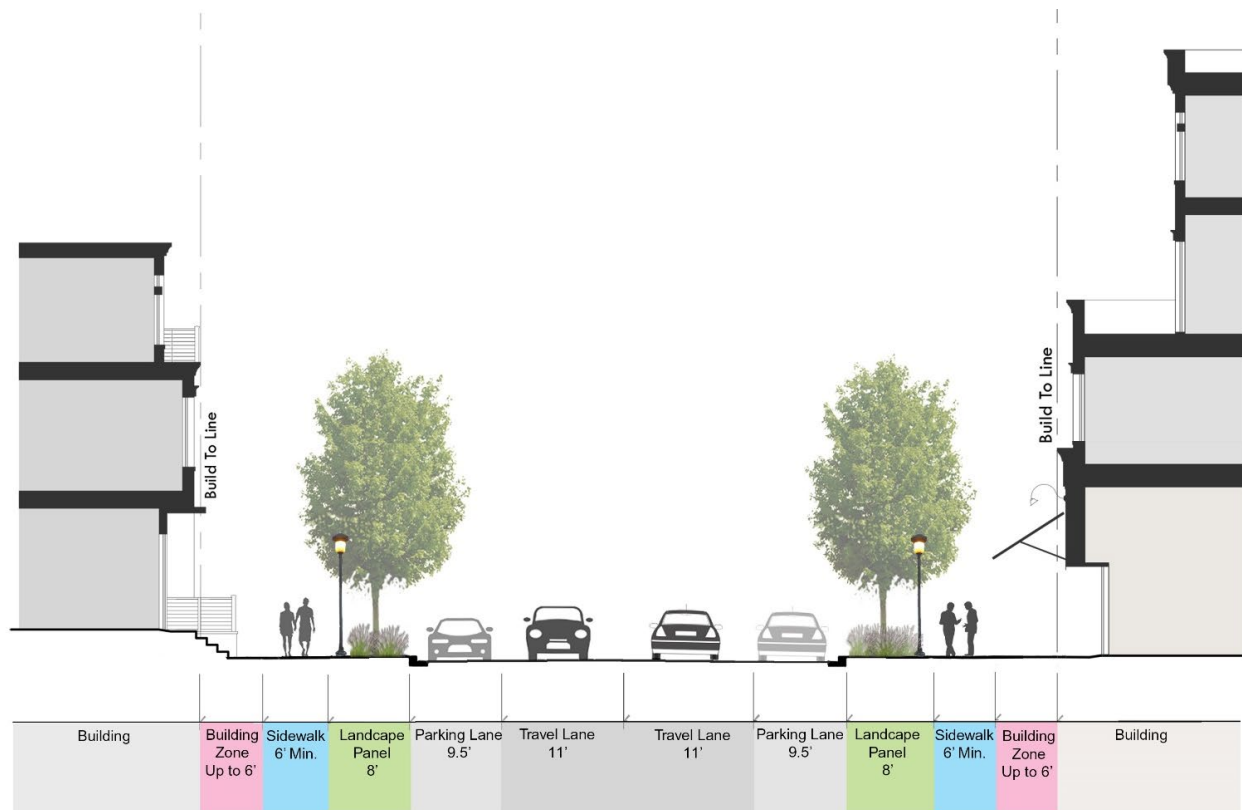 Build To Line
Build To Line
Building
Building
Zone
Up to 6’
Sidewalk
6’ Min.
Landscape
Panel
8’
Parking Lane
9.5’
Travel Lane
11’
Travel Lane
11’
Parking Lane
9.5’
Landscape
Panel
8’
Sidewalk
6’ Min.
Building
Zone
Up to 6’
Building